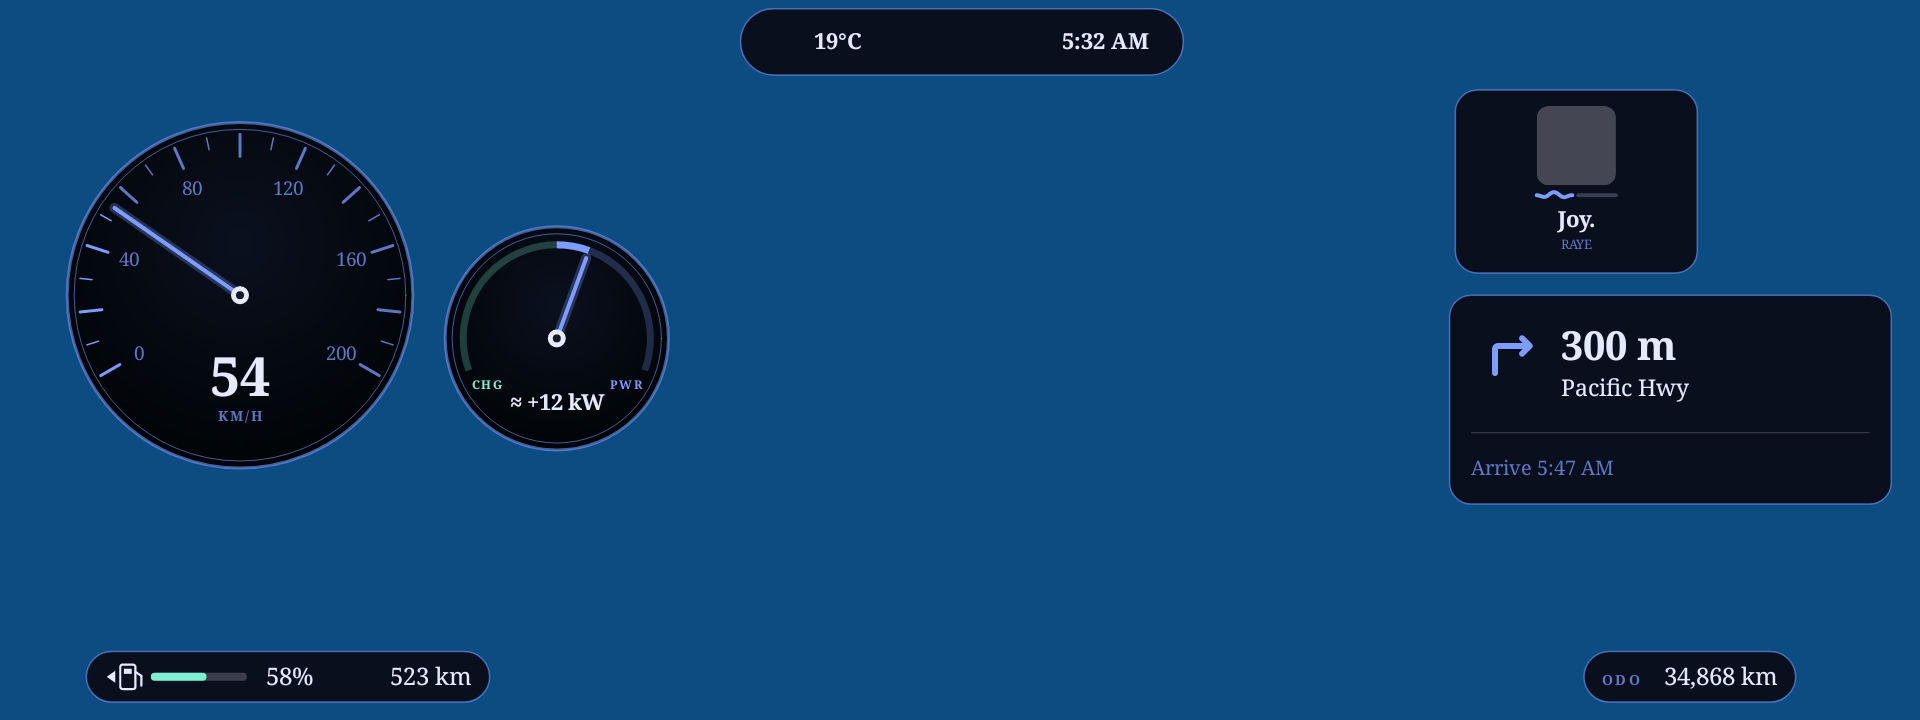 19°C 5:32 AM
80 120
40 160
0 200
54
KM/H
CHG PWR
≈ +12 kW
Joy.
RAYE
300 m
Pacific Hwy
Arrive 5:47 AM
58% 523 km
ODO 34,868 km